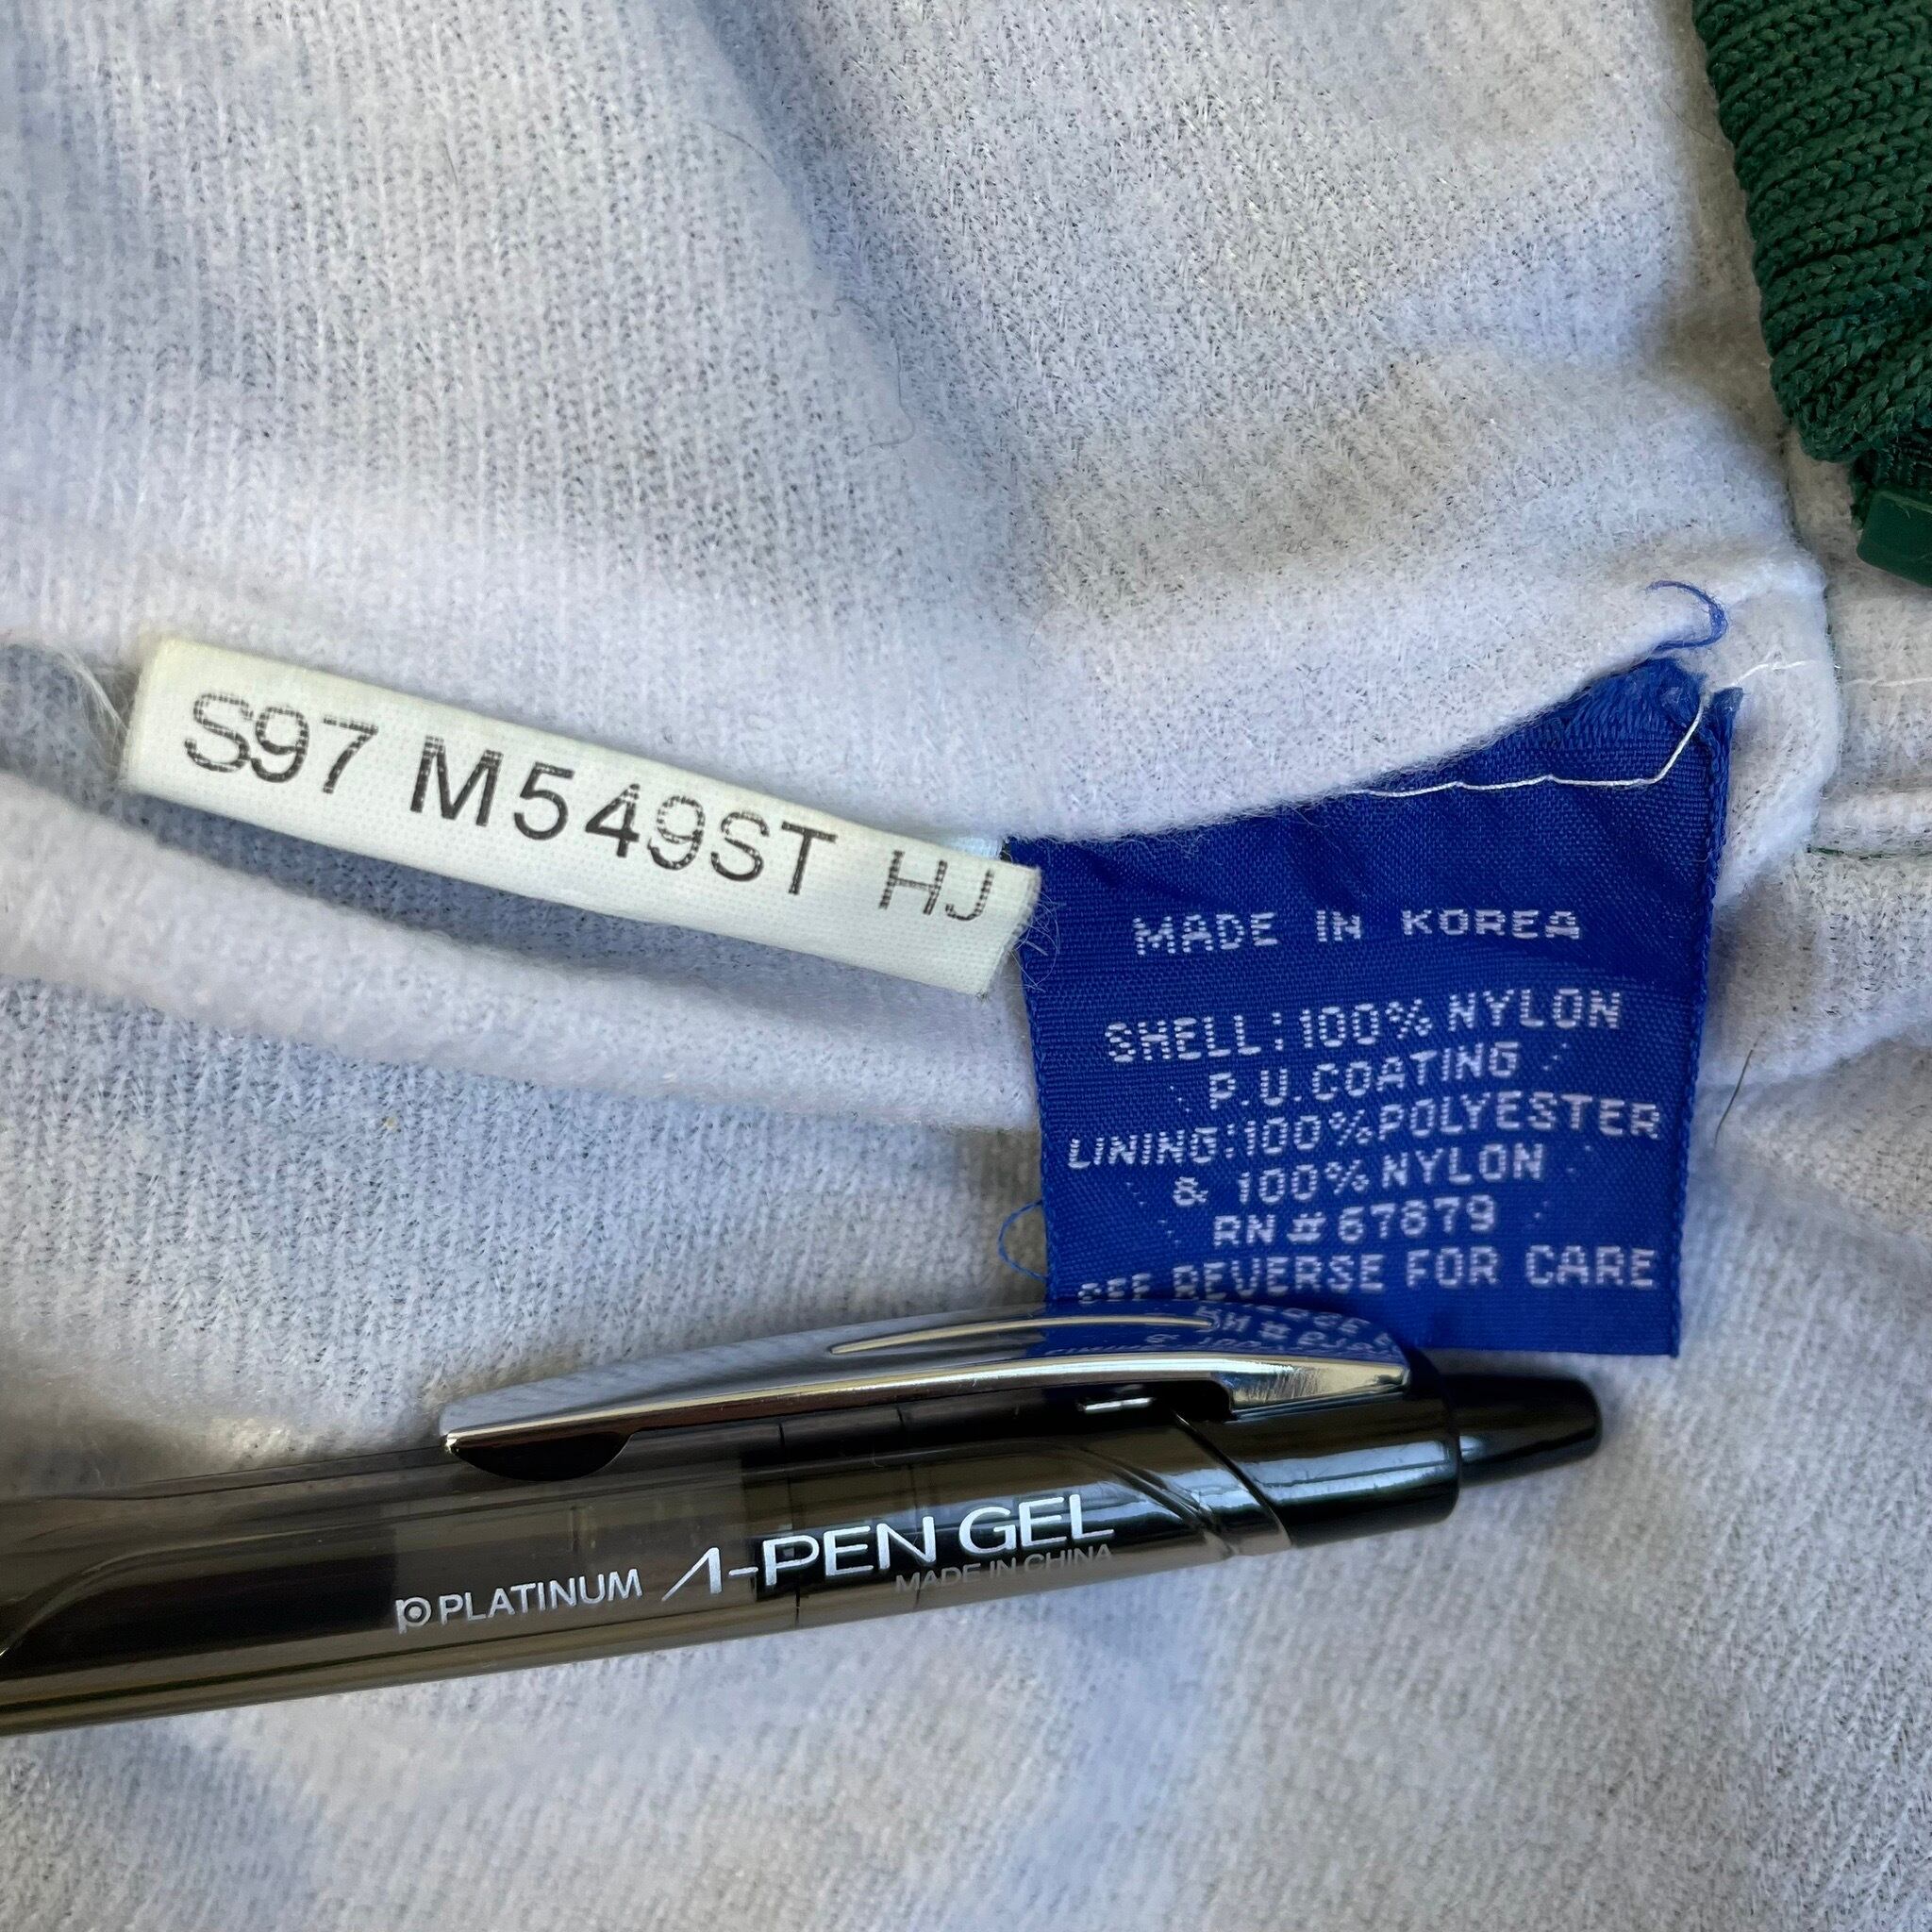 S97 M549ST HJ
MADE IN KOREA
SHELL:100% NYLON
P.U.COATING
LINING:100%POLYESTER
& 100%NYLON
RN#67879
SEE REVERSE FOR CARE
PLATINUM A-PEN GEL
MADE IN CHINA